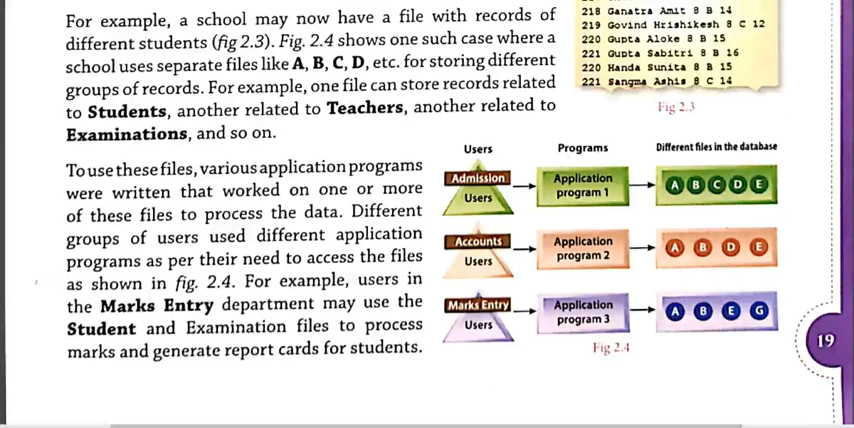 For example, a school may now have a file with records of
different students (fig 2.3). Fig. 2.4 shows one such case where a
school uses separate files like A, B, C, D, etc. for storing different
groups of records. For example, one file can store records related
to Students, another related to Teachers, another related to
Examinations, and so on.
218 Ganatra Amit 8 B 14
219 Govind Hrishikesh 8 C 12
220 Gupta Aloke 8 B 15
221 Gupta Sabitri 8 B 16
220 Handa Sunita 8 B 15
221 Sangma Ashis 8 C 14
Fig 2.3
To use these files, various application programs
were written that worked on one or more
of these files to process the data. Different
groups of users used different application
programs as per their need to access the files
as shown in fig. 2.4. For example, users in
the Marks Entry department may use the
Student and Examination files to process
marks and generate report cards for students.
Users Programs Different files in the database
Admission
Users
Application
program 1
A B C D E
Accounts
Users
Application
program 2
A B D E
Marks Entry
Users
Application
program 3
A B E G
Fig 2.4
19